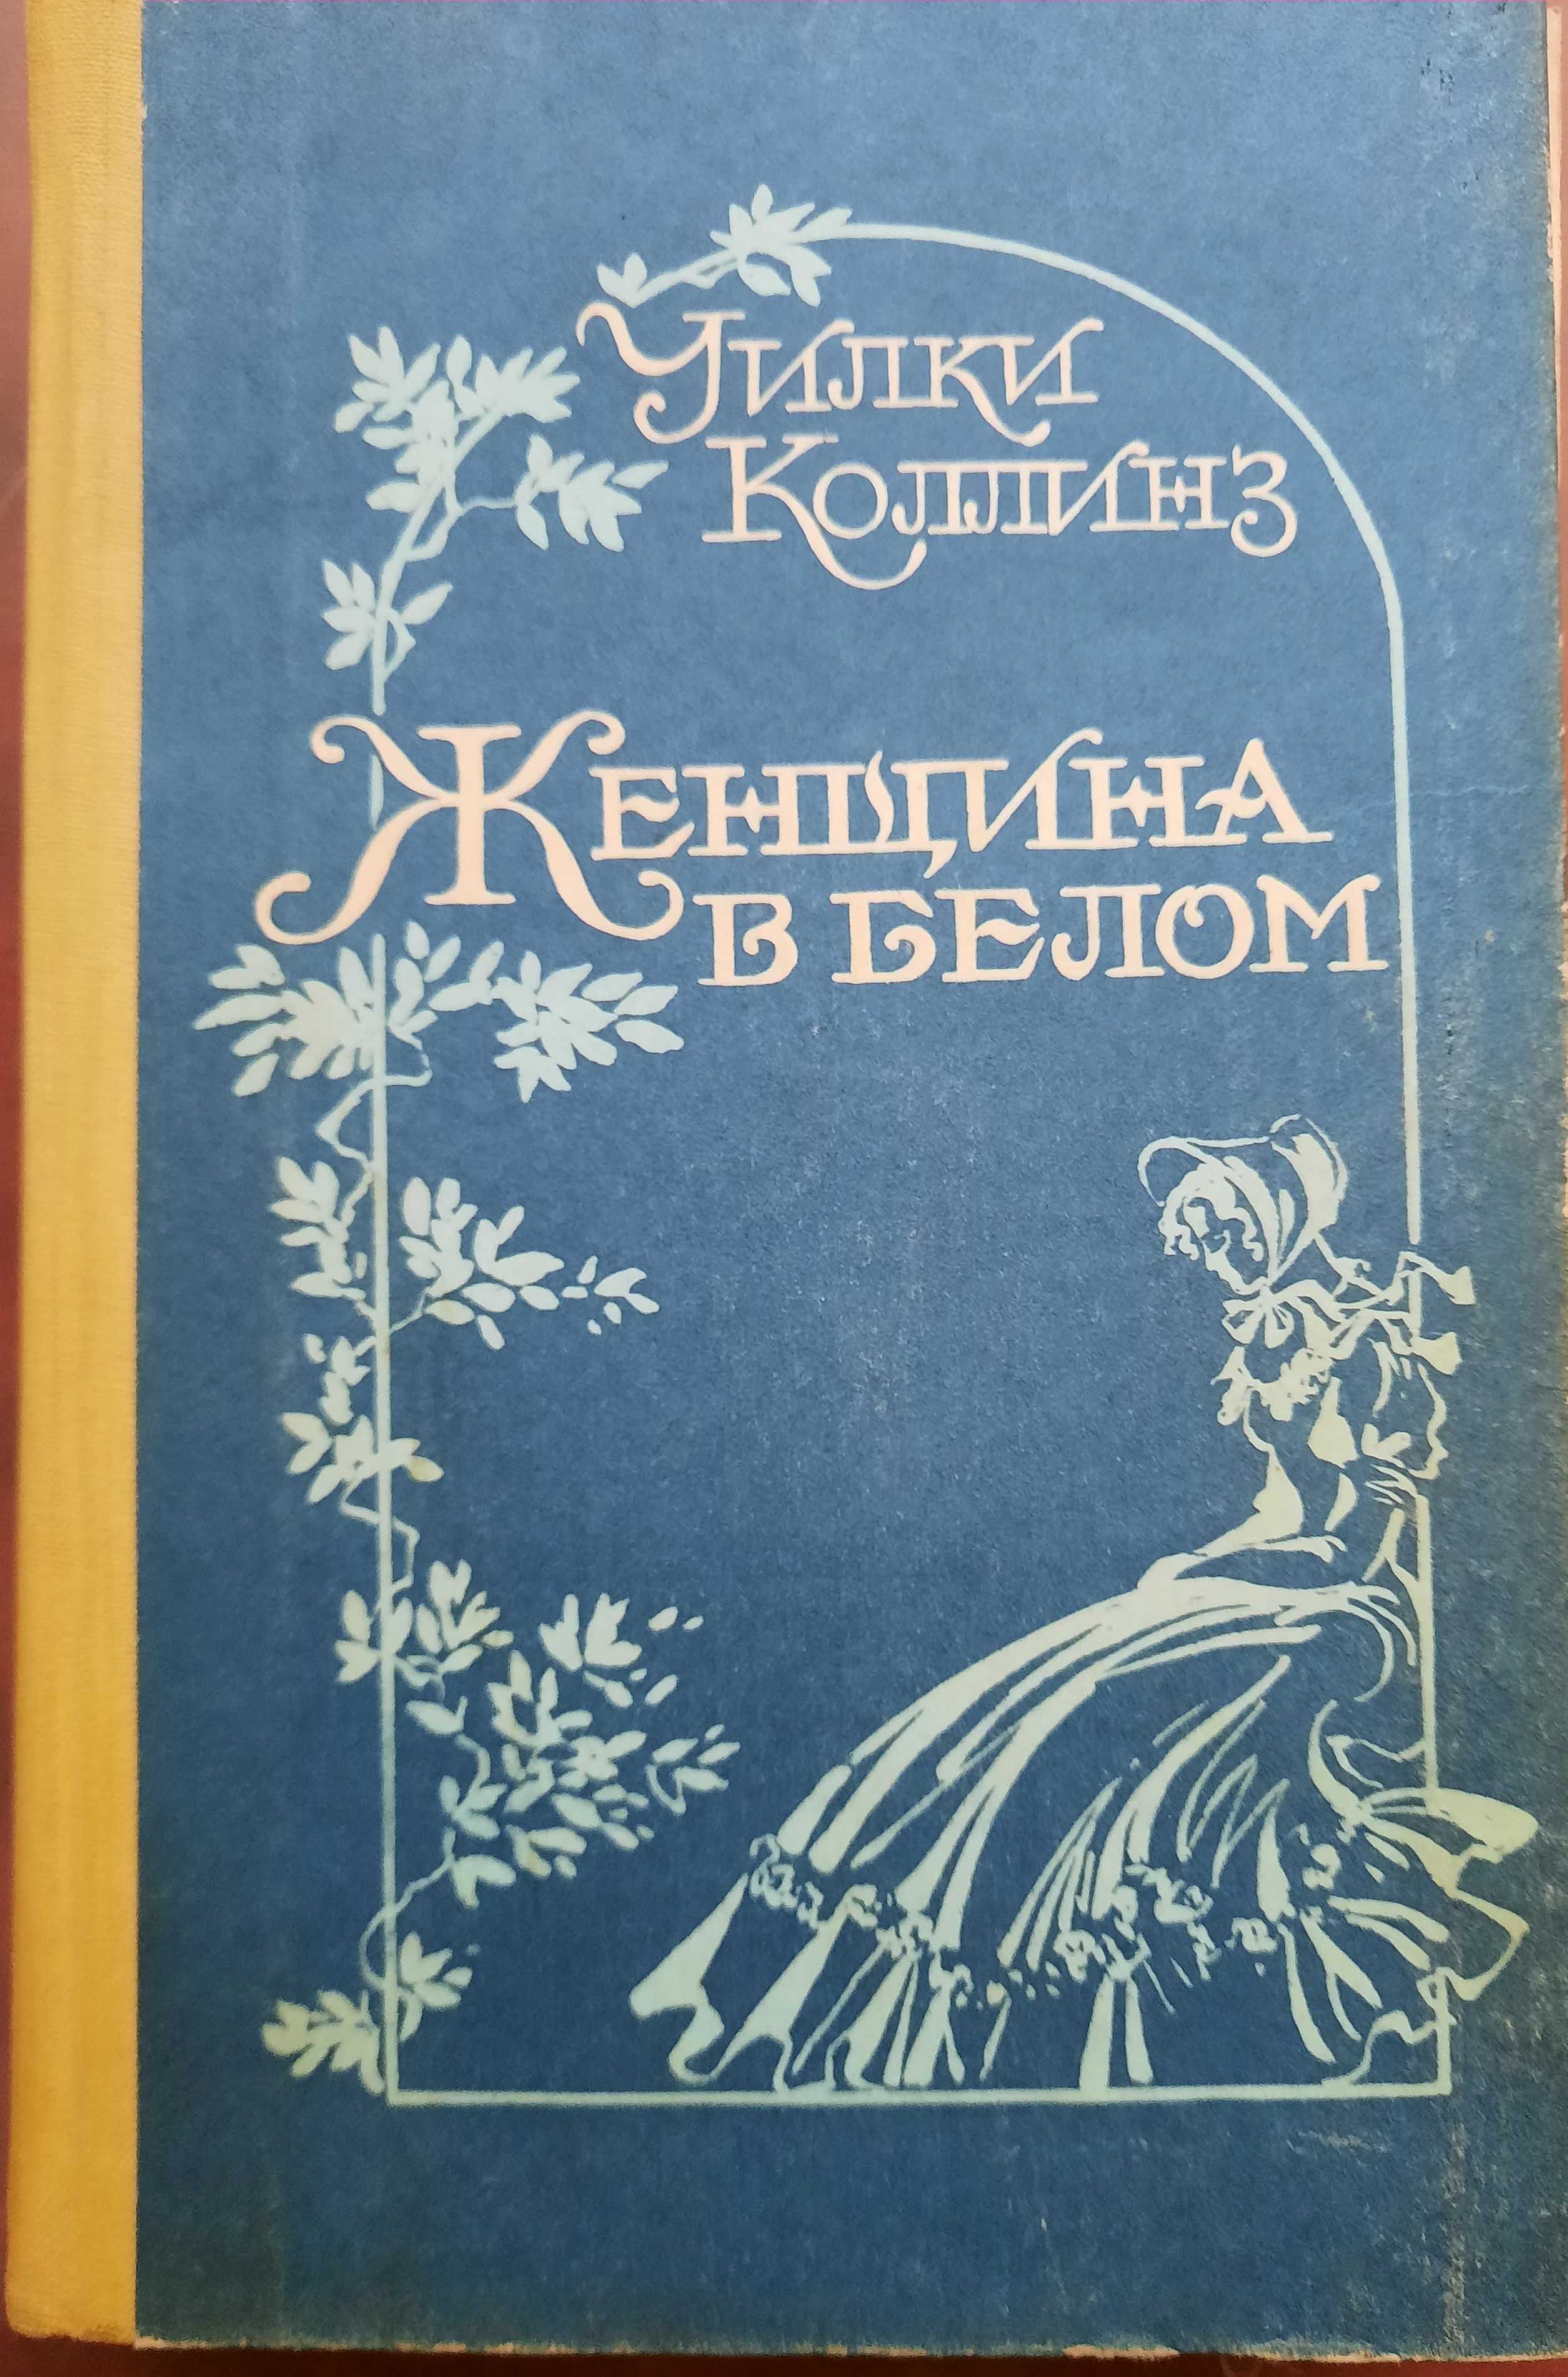 Уилки
Коллинз
Женщина
в белом